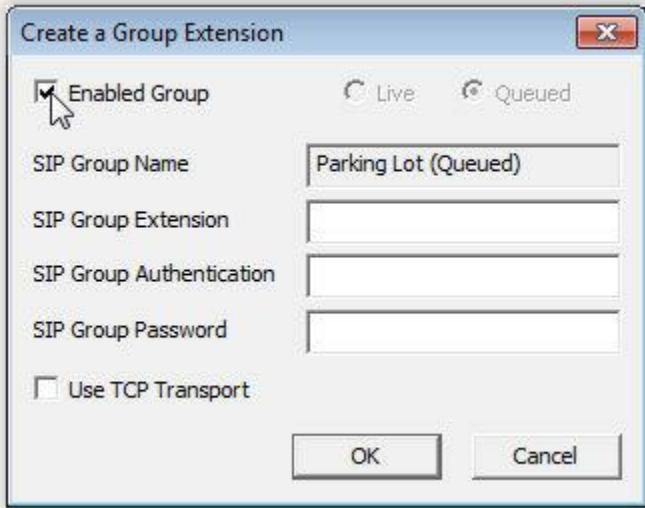 Create a Group Extension
Enabled Group Live Queued
SIP Group Name Parking Lot (Queued)
SIP Group Extension
SIP Group Authentication
SIP Group Password
Use TCP Transport
OK Cancel